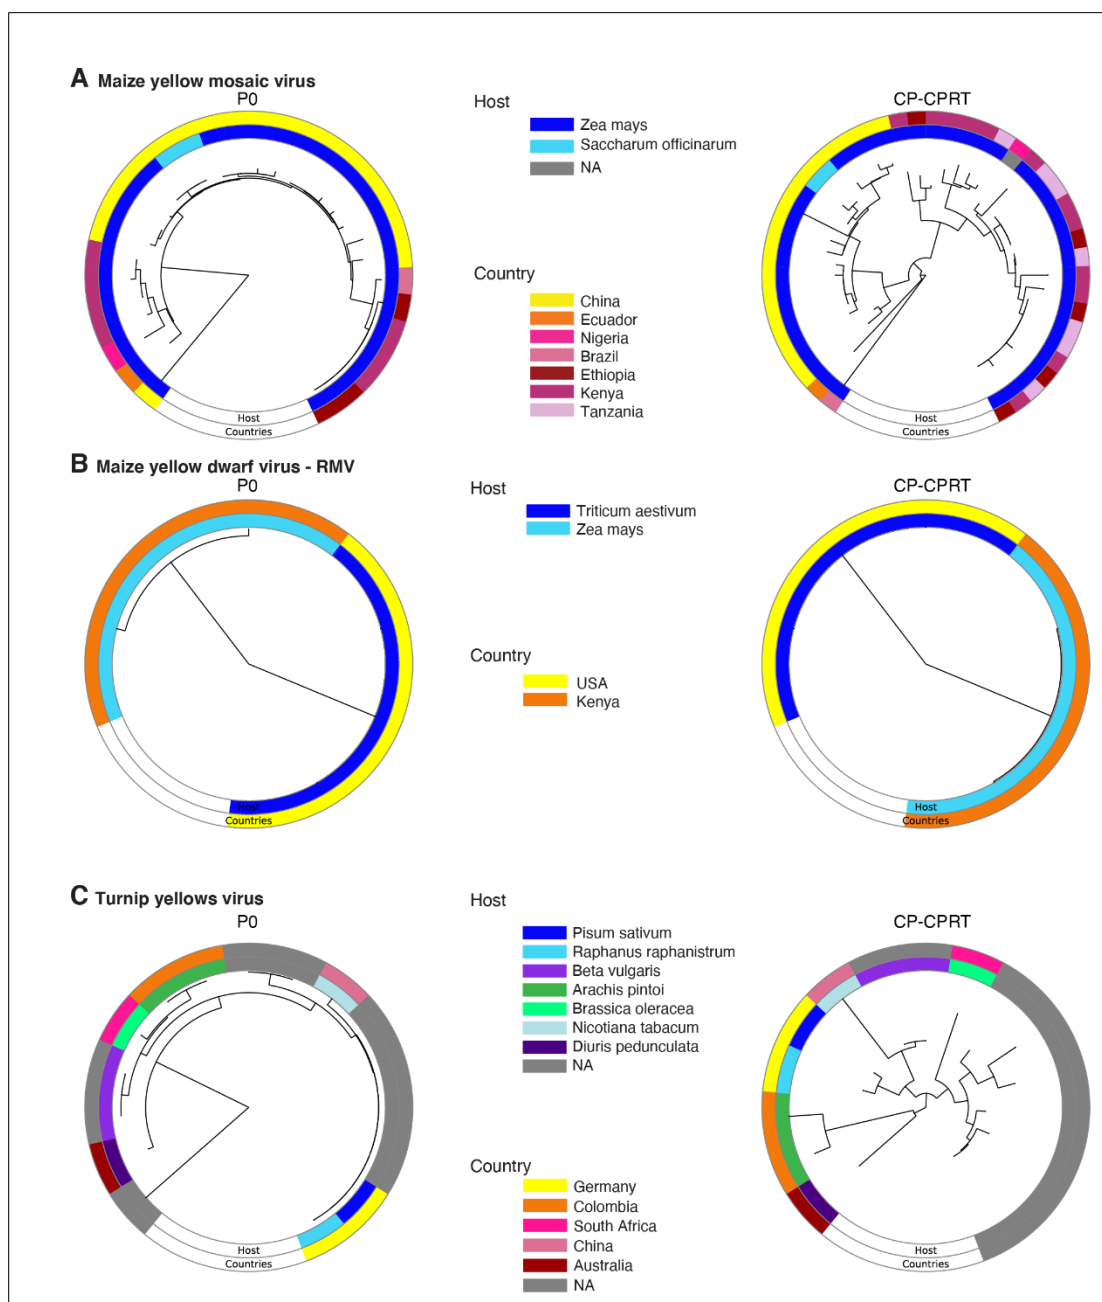 A Maize yellow mosaic virus
P0
Host
Zea mays
Saccharum officinarum
NA
CP-CPRT
Country
China
Ecuador
Nigeria
Brazil
Ethiopia
Kenya
Tanzania
Host
Countries
Host
Countries
B Maize yellow dwarf virus - RMV
P0
Host
Triticum aestivum
Zea mays
CP-CPRT
Country
USA
Kenya
Host
Countries
Host
Countries
C Turnip yellows virus
P0
Host
Pisum sativum
Raphanus raphanistrum
Beta vulgaris
Arachis pintoi
Brassica oleracea
Nicotiana tabacum
Diuris pedunculata
NA
CP-CPRT
Country
Germany
Colombia
South Africa
China
Australia
NA
Host
Countries
Host
Countries